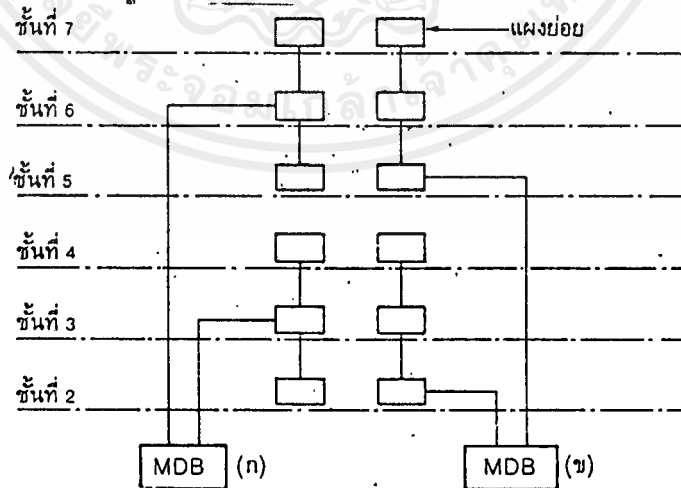 ชั้นที่ 7
แผงย่อย
ชั้นที่ 6
ชั้นที่ 5
ชั้นที่ 4
ชั้นที่ 3
ชั้นที่ 2
MDB (ก)
MDB (ข)